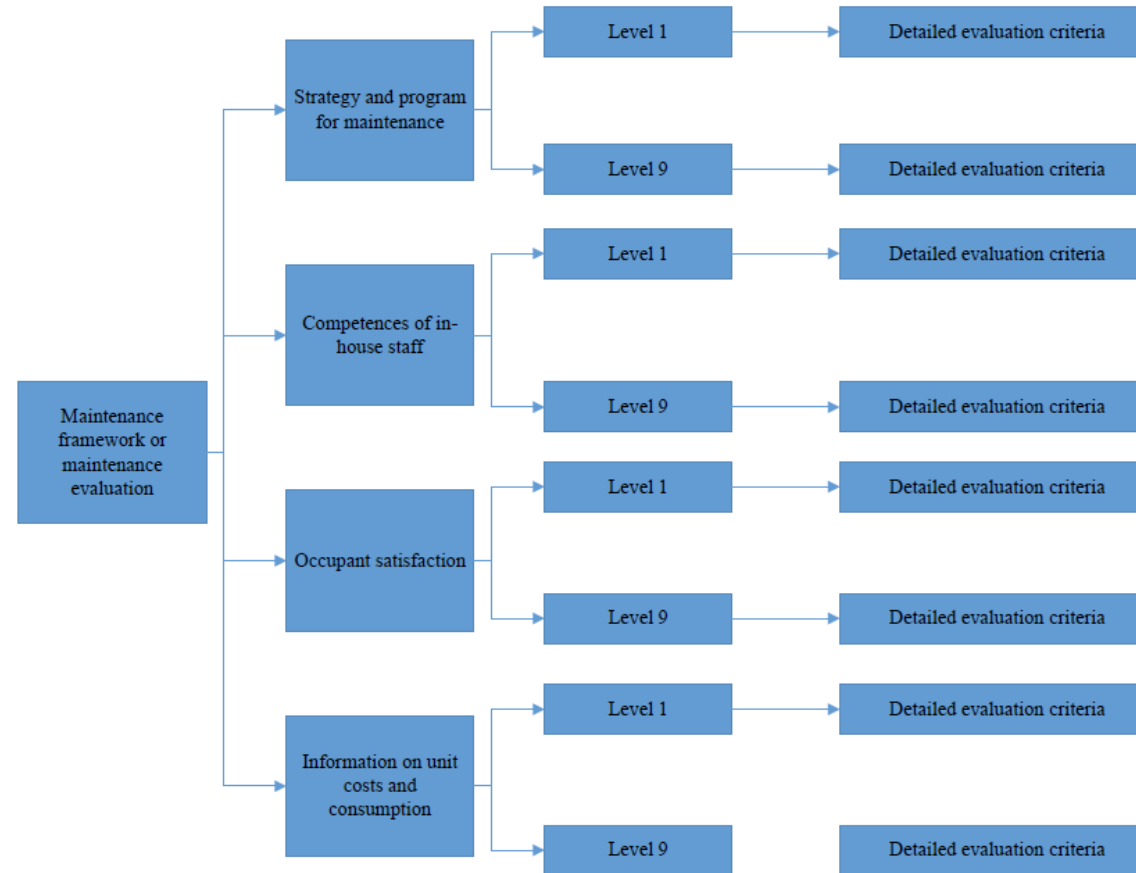 Level 1
Detailed evaluation criteria
Strategy and program
for maintenance
Level 9
Detailed evaluation criteria
Level 1
Detailed evaluation criteria
Competences of in-
house staff
Level 9
Detailed evaluation criteria
Maintenance
framework or
maintenance
evaluation
Level 1
Detailed evaluation criteria
Occupant satisfaction
Level 9
Detailed evaluation criteria
Level 1
Detailed evaluation criteria
Information on unit
costs and
consumption
Level 9
Detailed evaluation criteria